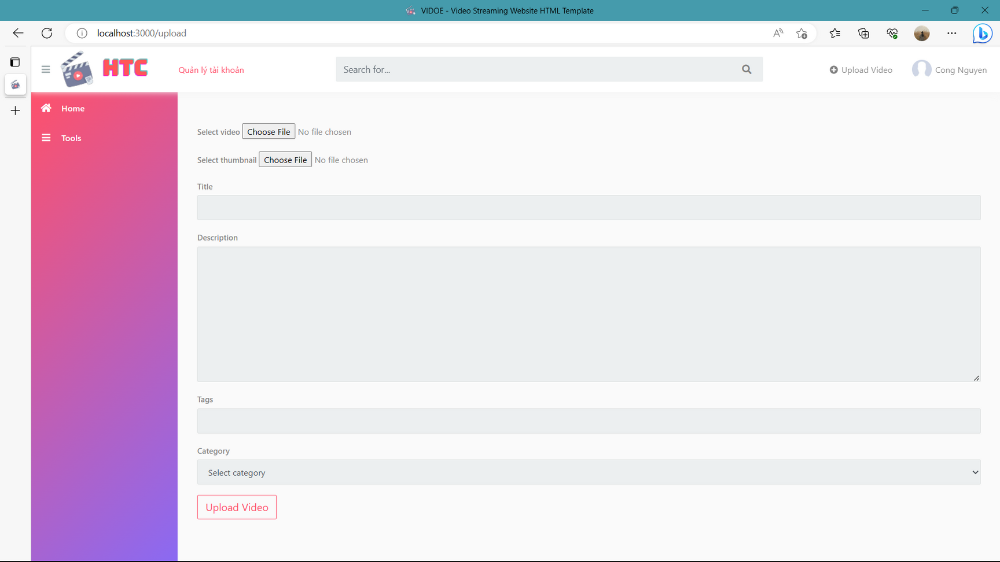 VIDOE - Video Streaming Website HTML Template
localhost:3000/upload
HTC
Quản lý tài khoản
Search for...
Upload Video
Cong Nguyen
Home
Tools
Select video Choose File No file chosen
Select thumbnail Choose File No file chosen
Title
Description
Tags
Category
Select category
Upload Video